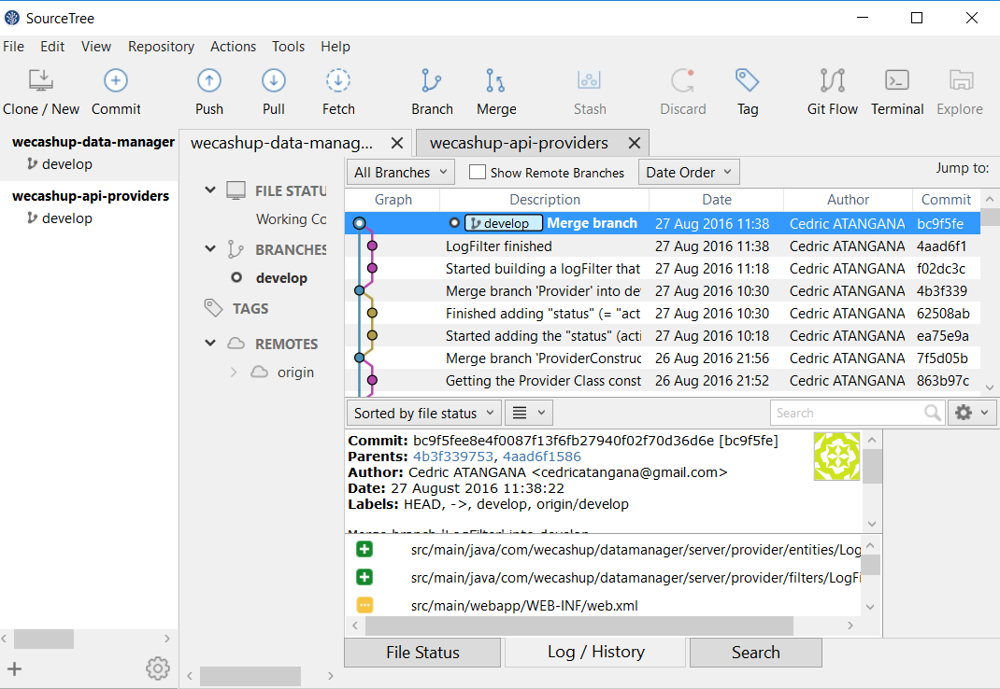 SourceTree
File Edit View Repository Actions Tools Help
Clone / New Commit Push Pull Fetch Branch Merge Stash Discard Tag Git Flow Terminal Explore
wecashup-data-manager
develop
wecashup-api-providers
develop
wecashup-data-manag... wecashup-api-providers
FILE STATU
Working Co
BRANCHES
develop
TAGS
REMOTES
origin
All Branches Show Remote Branches Date Order Jump to:
Graph Description Date Author Commit
develop Merge branch 27 Aug 2016 11:38 Cedric ATANGANA bc9f5fe
LogFilter finished 27 Aug 2016 11:38 Cedric ATANGANA 4aad6f1
Started building a logFilter that 27 Aug 2016 11:18 Cedric ATANGANA f02dc3c
Merge branch 'Provider' into de 27 Aug 2016 10:30 Cedric ATANGANA 4b3f339
Finished adding "status" (= "act 27 Aug 2016 10:30 Cedric ATANGANA 62508ab
Started adding the "status" (acti 27 Aug 2016 10:18 Cedric ATANGANA ea75e9a
Merge branch 'ProviderConstruc 26 Aug 2016 21:56 Cedric ATANGANA 7f5d05b
Getting the Provider Class const 26 Aug 2016 21:52 Cedric ATANGANA 863b97c
Sorted by file status Search
Commit: bc9f5fee8e4f0087f13f6fb27940f02f70d36d6e [bc9f5fe]
Parents: 4b3f339753, 4aad6f1586
Author: Cedric ATANGANA <cedricatangana@gmail.com>
Date: 27 August 2016 11:38:22
Labels: HEAD, ->, develop, origin/develop
Merge branch 'LogFilter' into develop
src/main/java/com/wecashup/datamanager/server/provider/entities/Log
src/main/java/com/wecashup/datamanager/server/provider/filters/LogFi
src/main/webapp/WEB-INF/web.xml
File Status Log / History Search